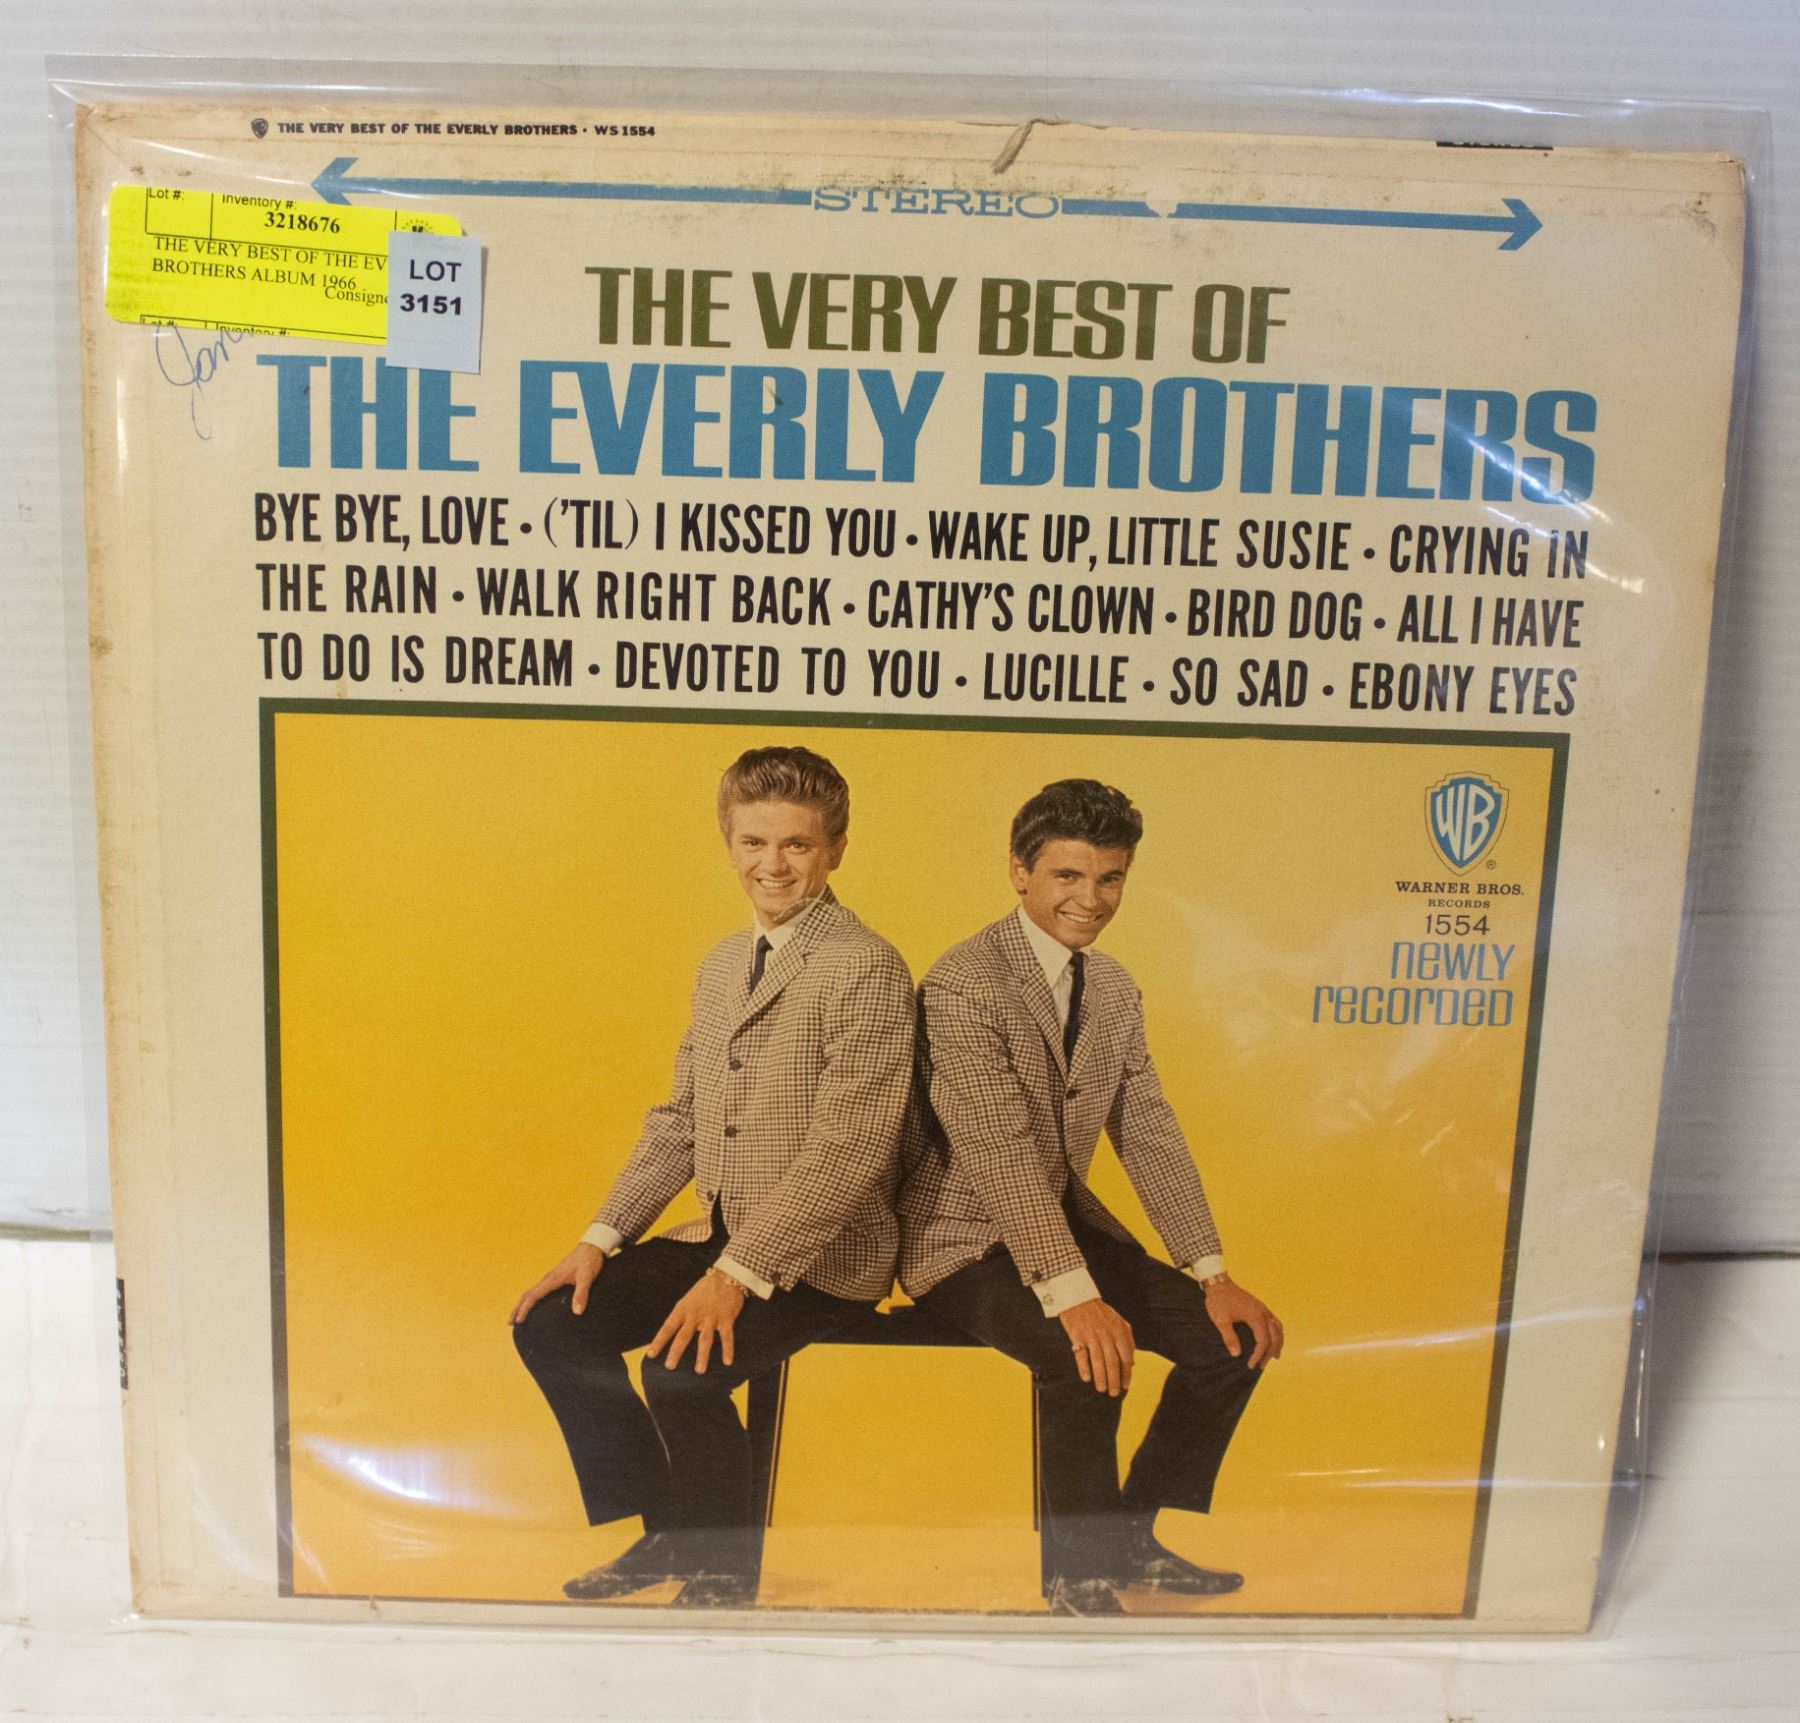 THE VERY BEST OF THE EVERLY BROTHERS • WS 1554
STEREO
Lot #:
Inventory #:
3218676
THE VERY BEST OF THE EV
BROTHERS ALBUM 1966
Consigne
LOT
3151
Lot #:
Inventory #:
THE VERY BEST OF
THE EVERLY BROTHERS
BYE BYE, LOVE • ('TIL) I KISSED YOU • WAKE UP, LITTLE SUSIE • CRYING IN
THE RAIN • WALK RIGHT BACK • CATHY'S CLOWN • BIRD DOG • ALL I HAVE
TO DO IS DREAM • DEVOTED TO YOU • LUCILLE • SO SAD • EBONY EYES
WB
®
WARNER BROS.
RECORDS
1554
newly
recorded